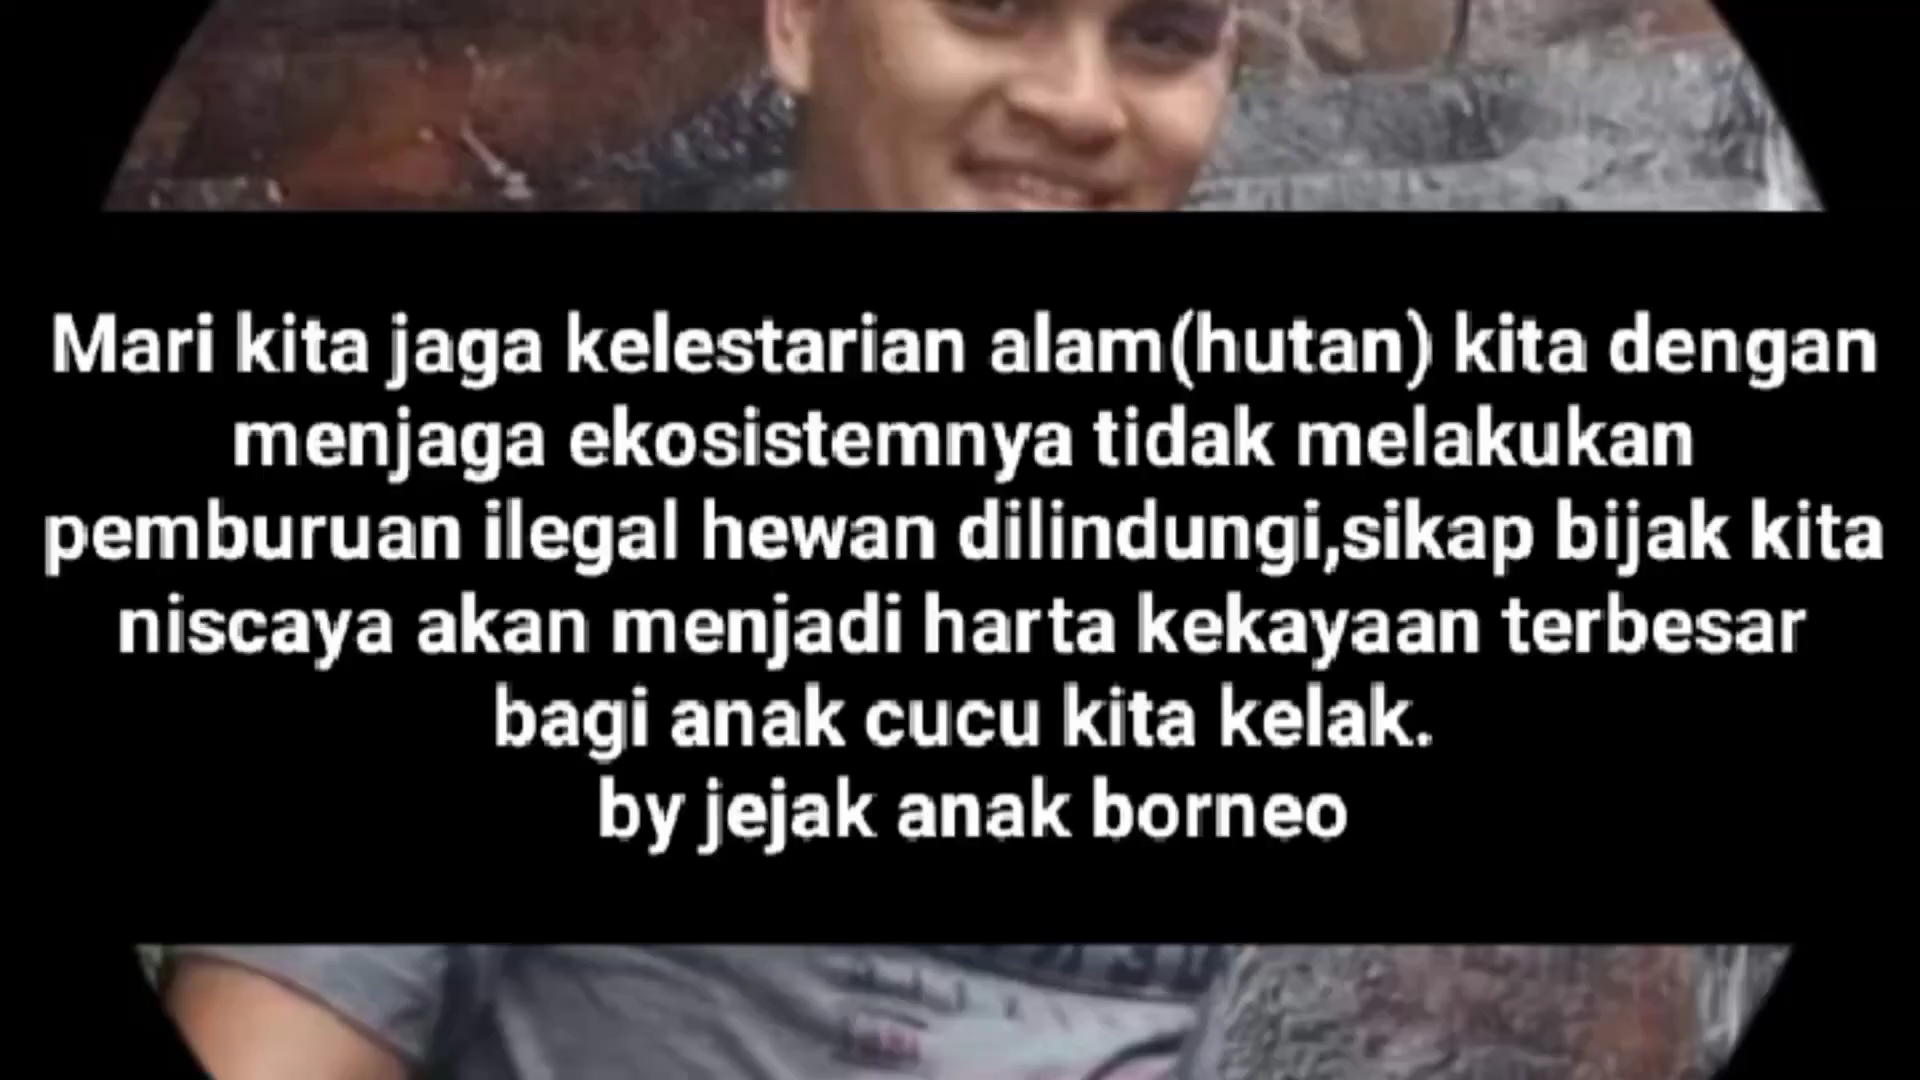 Mari kita jaga kelestarian alam(hutan) kita dengan
menjaga ekosistemnya tidak melakukan
pemburuan ilegal hewan dilindungi,sikap bijak kita
niscaya akan menjadi harta kekayaan terbesar
bagi anak cucu kita kelak.
by jejak anak borneo